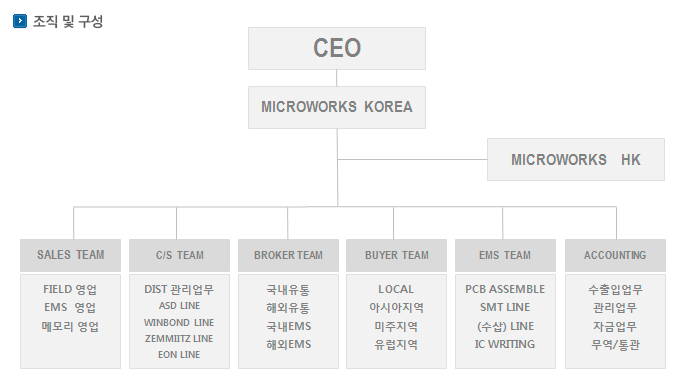 조직 및 구성
CEO
MICROWORKS KOREA
MICROWORKS HK
SALES TEAM
FIELD 영업
EMS 영업
메모리 영업
C/S TEAM
DIST 관리업무
ASD LINE
WINBOND LINE
ZEMMIITZ LINE
EON LINE
BROKER TEAM
국내유통
해외유통
국내EMS
해외EMS
BUYER TEAM
LOCAL
아시아지역
미주지역
유럽지역
EMS TEAM
PCB ASSEMBLE
SMT LINE
(수삽) LINE
IC WRITING
ACCOUNTING
수출입업무
관리업무
자금업무
무역/통관